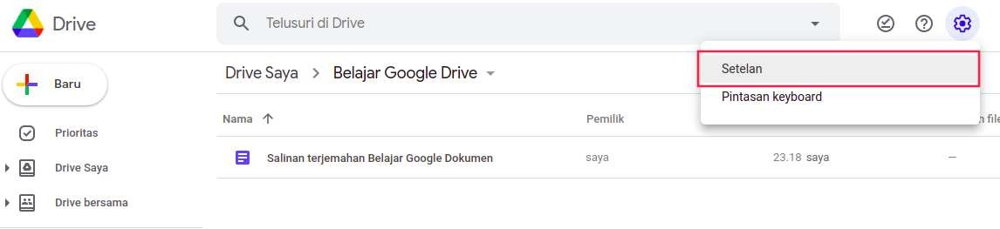 Drive
Telusuri di Drive
Baru
Prioritas
Drive Saya
Drive bersama
Drive Saya > Belajar Google Drive
Setelan
Pintasan keyboard
Nama
Pemilik
n file
Salinan terjemahan Belajar Google Dokumen
saya
23.18 saya
—